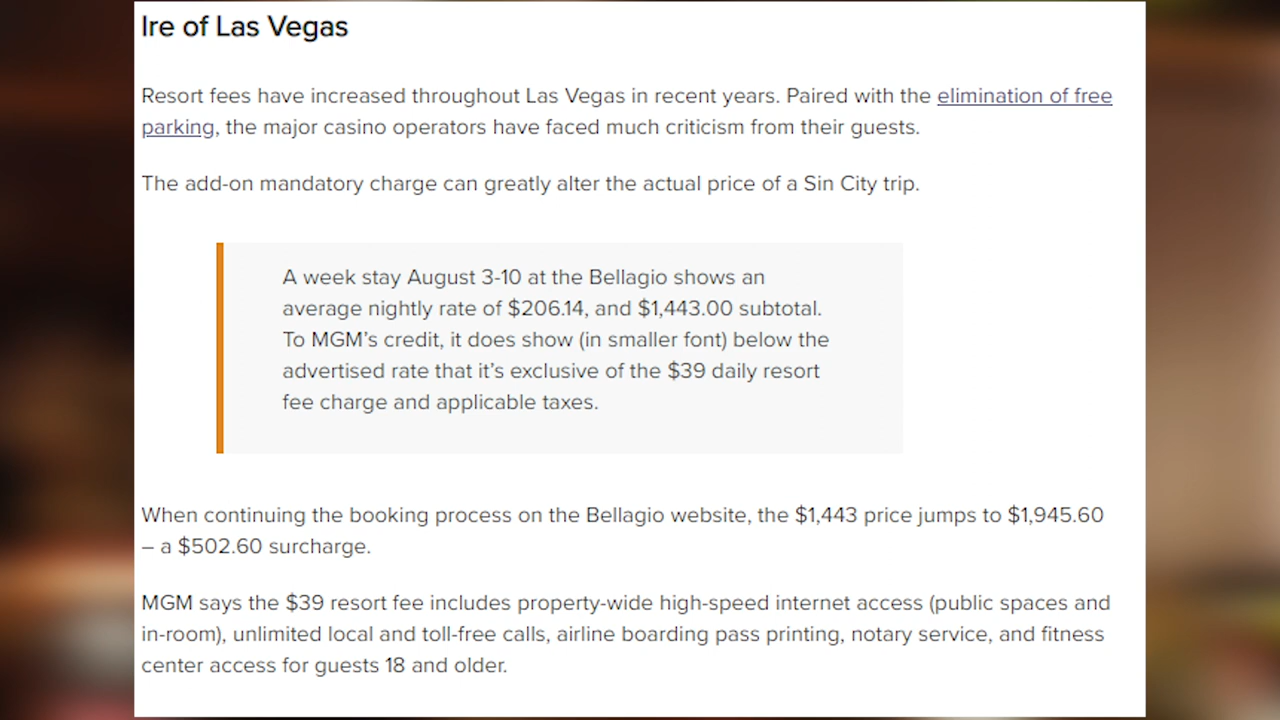 Ire of Las Vegas
Resort fees have increased throughout Las Vegas in recent years. Paired with the elimination of free
parking, the major casino operators have faced much criticism from their guests.
The add-on mandatory charge can greatly alter the actual price of a Sin City trip.
A week stay August 3-10 at the Bellagio shows an
average nightly rate of $206.14, and $1,443.00 subtotal.
To MGM’s credit, it does show (in smaller font) below the
advertised rate that it’s exclusive of the $39 daily resort
fee charge and applicable taxes.
When continuing the booking process on the Bellagio website, the $1,443 price jumps to $1,945.60
– a $502.60 surcharge.
MGM says the $39 resort fee includes property-wide high-speed internet access (public spaces and
in-room), unlimited local and toll-free calls, airline boarding pass printing, notary service, and fitness
center access for guests 18 and older.